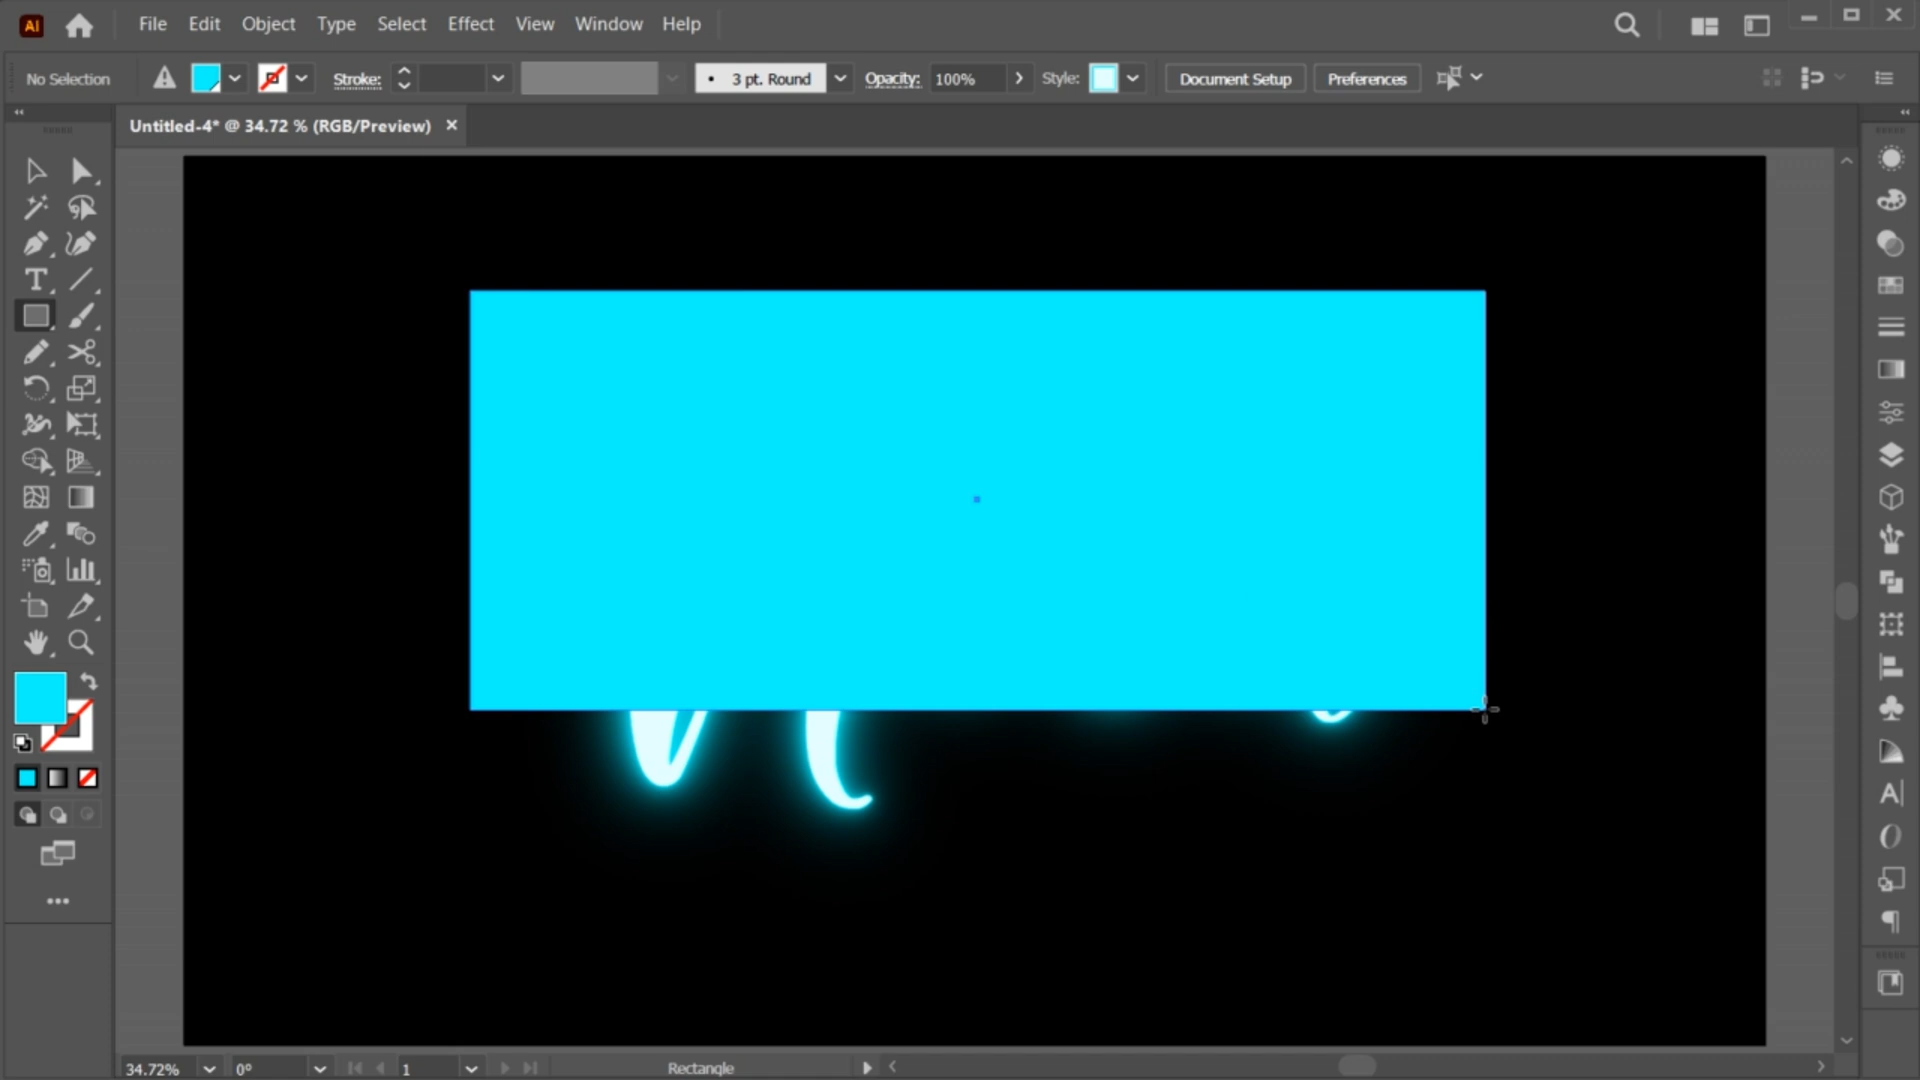 Ai File Edit Object Type Select Effect View Window Help
No Selection Stroke: 3 pt. Round Opacity: 100% Style: Document Setup Preferences
Untitled-4* @ 34.72 % (RGB/Preview)
34.72% 0° 1 Rectangle